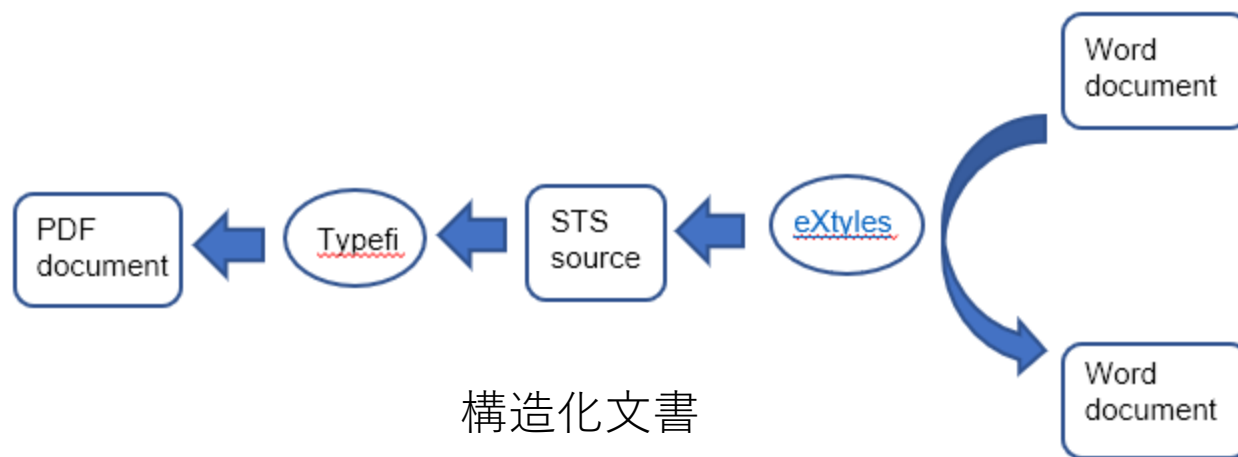 Word
document
PDF
document
Typefi
STS
source
eXtyles
Word
document
構造化文書